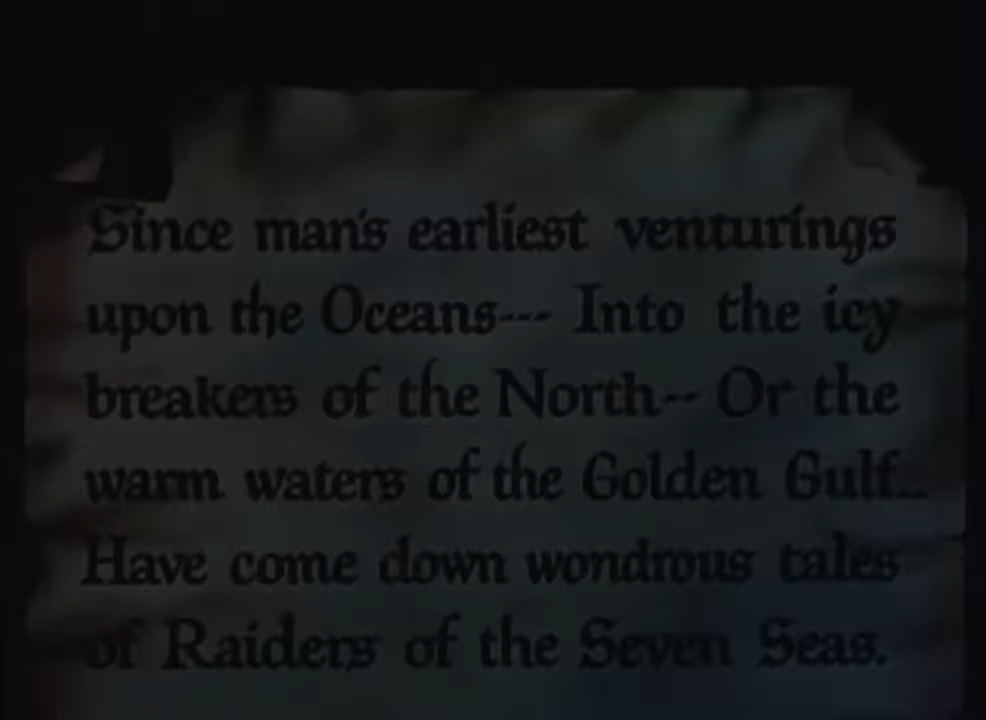 Since man's earliest venturings
upon the Oceans--- Into the icy
breakers of the North-- Or the
warm waters of the Golden Gulf...
Have come down wondrous tales
of Raiders of the Seven Seas.